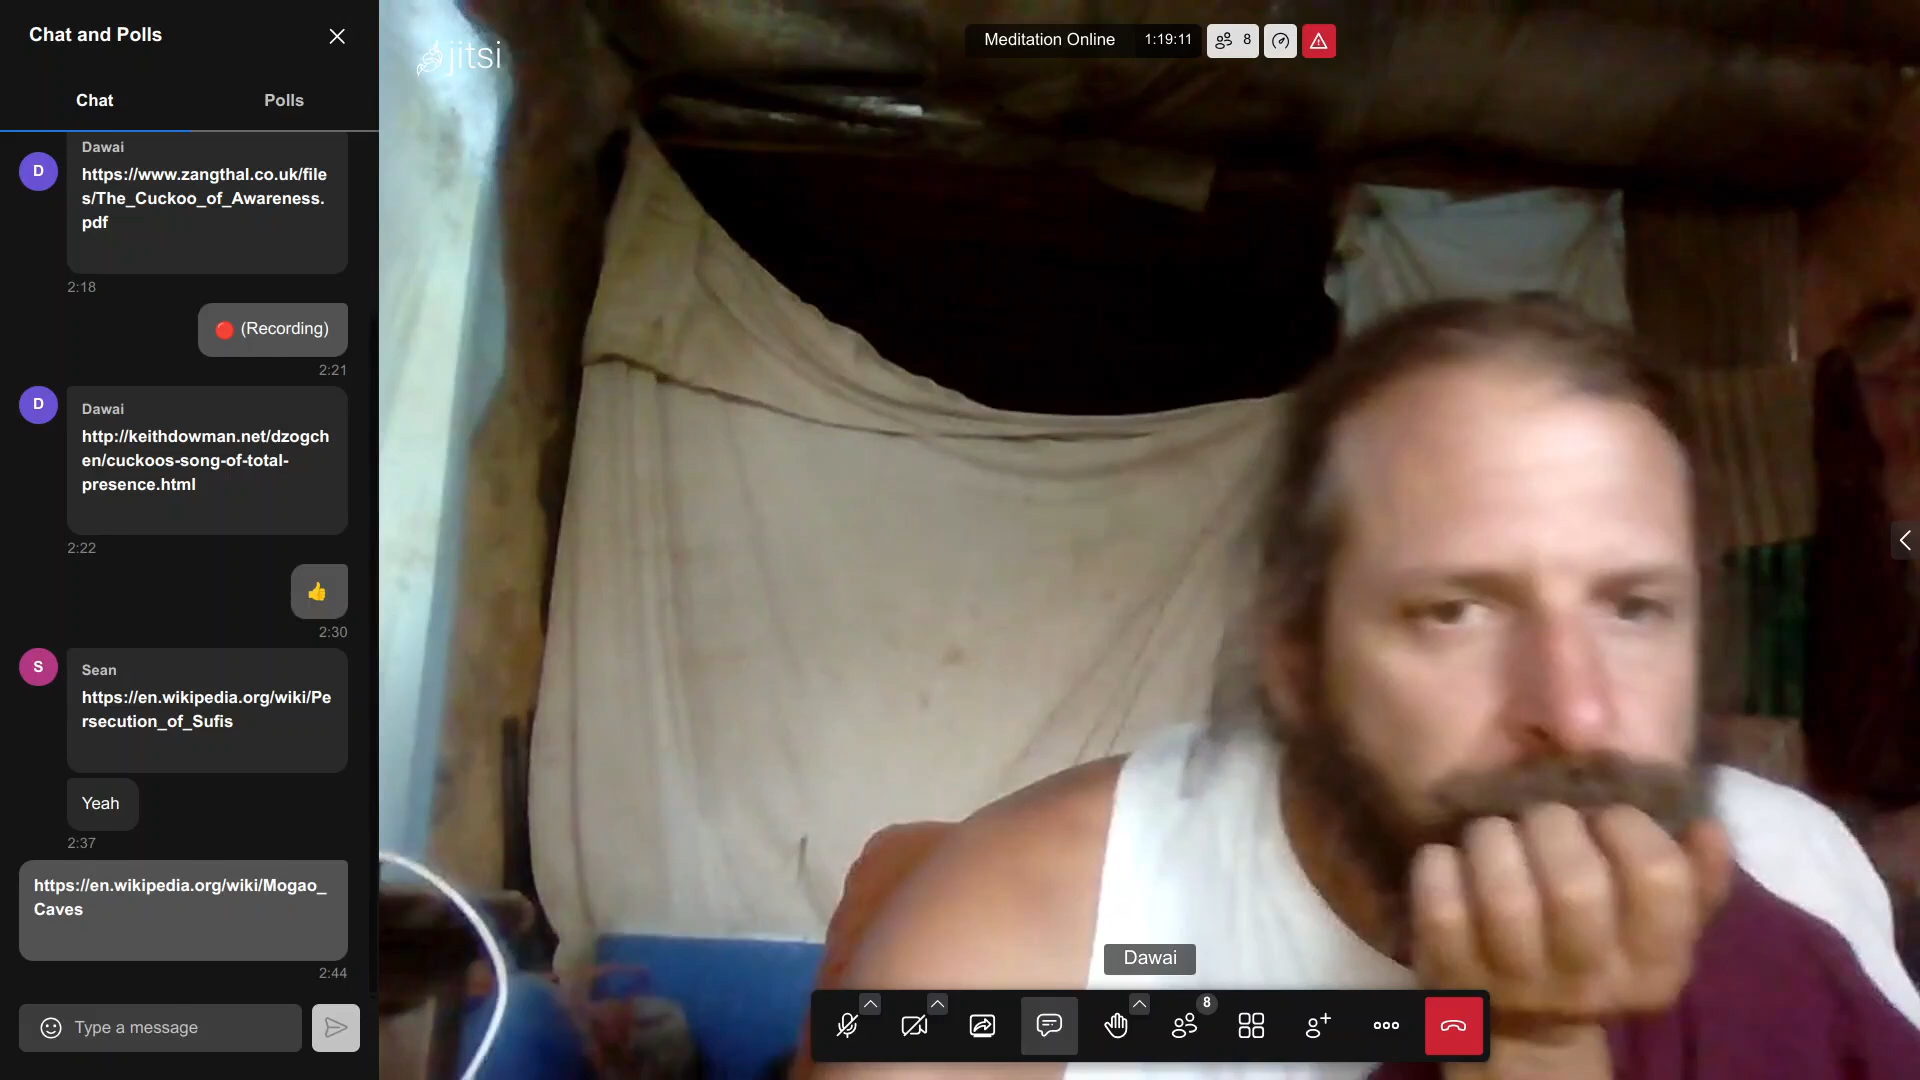 Chat and Polls
Chat
Polls
Dawai
D
https://www.zangthal.co.uk/file
s/The_Cuckoo_of_Awareness.
pdf
2:18
(Recording)
2:21
D
Dawai
http://keithdowman.net/dzogch
en/cuckoos-song-of-total-
presence.html
2:22
2:30
S
Sean
https://en.wikipedia.org/wiki/Pe
rsecution_of_Sufis
Yeah
2:37
https://en.wikipedia.org/wiki/Mogao_
Caves
2:44
Type a message
jitsi
Meditation Online
1:19:11
8
Dawai
8